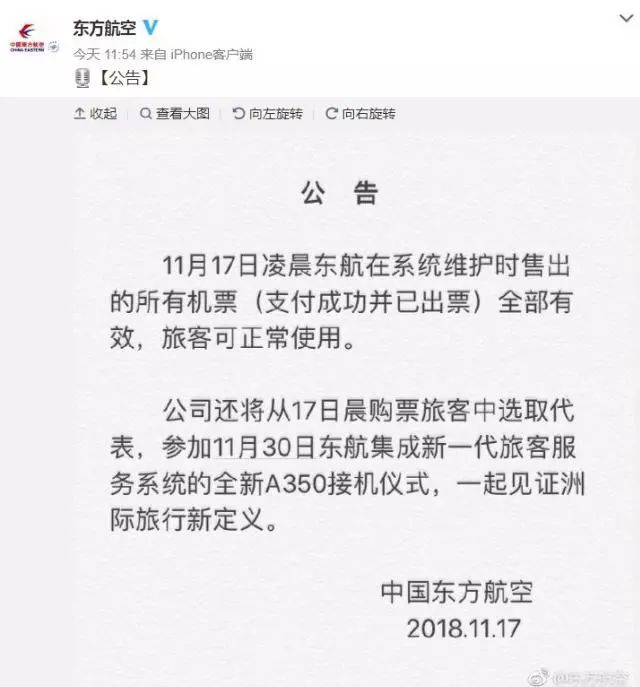 东方航空
中国东方航空
CHINA EASTERN
今天 11:54 来自 iPhone客户端
【公告】
收起 查看大图 向左旋转 向右旋转
公 告
11月17日凌晨东航在系统维护时售出
的所有机票（支付成功并已出票）全部有
效，旅客可正常使用。
公司还将从17日晨购票旅客中选取代
表，参加11月30日东航集成新一代旅客服
务系统的全新A350接机仪式，一起见证洲
际旅行新定义。
中国东方航空
2018.11.17
@东方航空